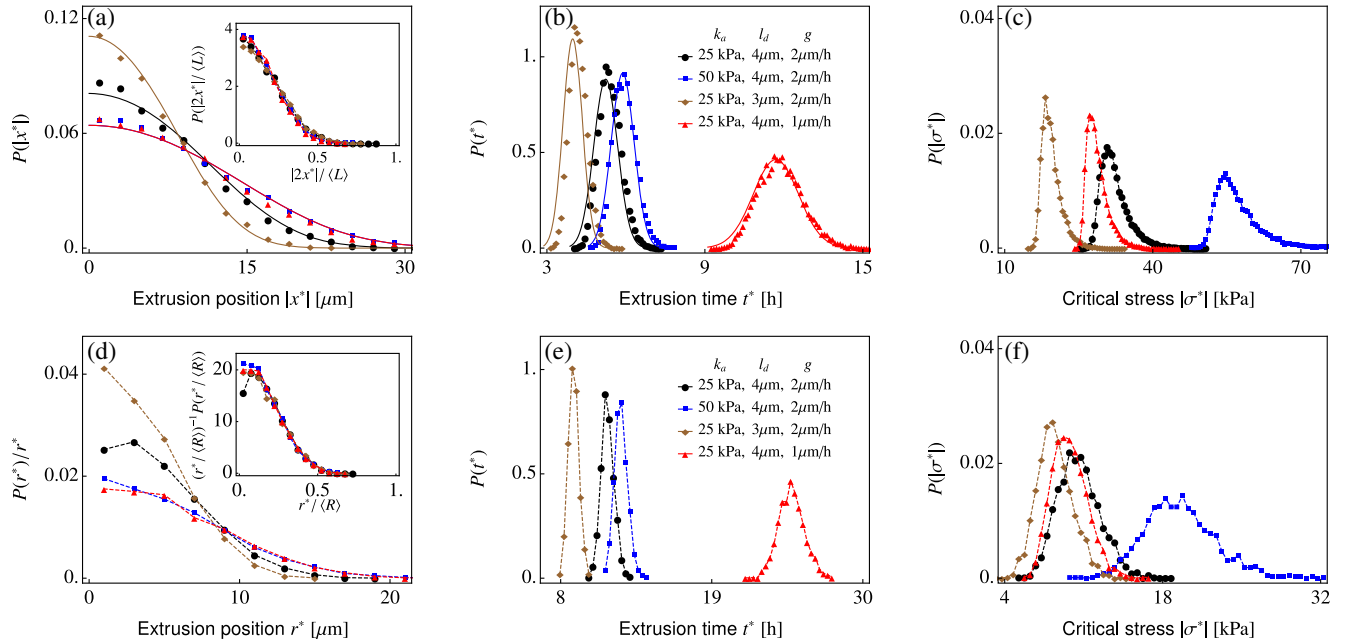 (a)
P(|x*|)
0.12
0.06
0.
0
15
30
Extrusion position |x*| [μm]
P(|2x*|/⟨L⟩)
4
2
0
0
0.5
1.
|2x*|/⟨L⟩
(b)
P(t*)
1.
0.5
0.
3
9
15
Extrusion time t* [h]
k_a l_d g
25 kPa, 4μm, 2μm/h
50 kPa, 4μm, 2μm/h
25 kPa, 3μm, 2μm/h
25 kPa, 4μm, 1μm/h
(c)
P(|σ*|)
0.04
0.02
0.
10
40
70
Critical stress |σ*| [kPa]
(d)
P(r*)/r*
0.04
0.02
0.
0
10
20
Extrusion position r* [μm]
(r*/⟨R⟩)⁻¹P(r*/⟨R⟩)
20
10
0
0
0.5
1.
r*/⟨R⟩
(e)
P(t*)
1.
0.5
0.
8
19
30
Extrusion time t* [h]
k_a l_d g
25 kPa, 4μm, 2μm/h
50 kPa, 4μm, 2μm/h
25 kPa, 3μm, 2μm/h
25 kPa, 4μm, 1μm/h
(f)
P(|σ*|)
0.04
0.02
0.
4
18
32
Critical stress |σ*| [kPa]